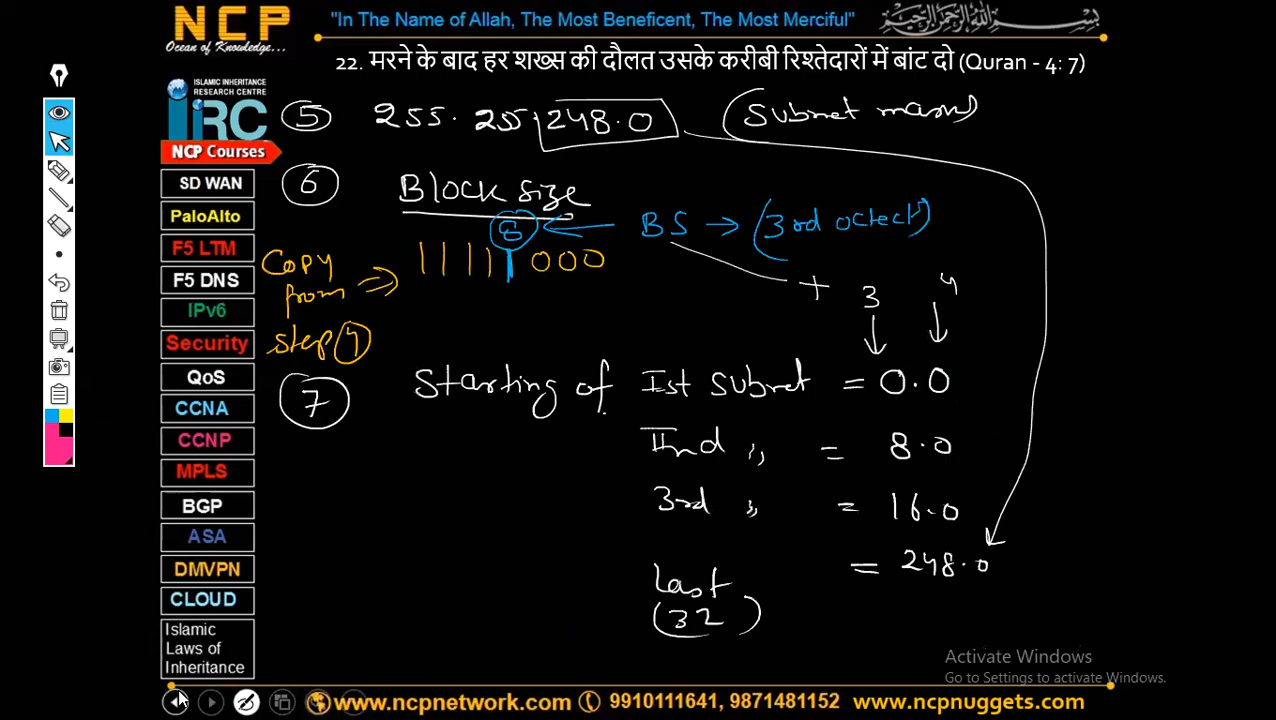 NCP
Ocean of Knowledge...
"In The Name of Allah, The Most Beneficent, The Most Merciful"
22. मरने के बाद हर शख्स की दौलत उसके करीबी रिश्तेदारों में बांट दो (Quran - 4: 7)
ISLAMIC INHERITANCE
RESEARCH CENTRE
iRC
NCP Courses
SD WAN
PaloAlto
F5 LTM
F5 DNS
IPv6
Security
QoS
CCNA
CCNP
MPLS
BGP
ASA
DMVPN
CLOUD
Islamic
Laws of
Inheritance
5 255. 255.248.0 (Subnet mask)
6 Block size
8 ← BS → (3rd octect)
Copy from step 4 ⇒ 11111000
+ 3 4
7 Starting of Ist subnet = 0.0
IInd ,, = 8.0
3rd ,, = 16.0
last (32) = 248.0
Activate Windows
Go to Settings to activate Windows.
www.ncpnetwork.com 9910111641, 9871481152 www.ncpnuggets.com